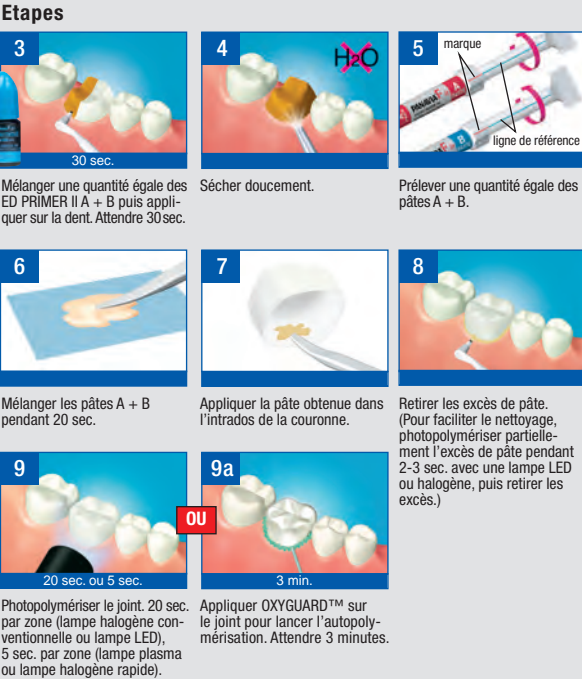 Etapes
3
30 sec.
Mélanger une quantité égale des
ED PRIMER II A + B puis appli-
quer sur la dent. Attendre 30 sec.
4
H2O
Sécher doucement.
5
marque
PANAVIA F
A
B
ligne de référence
Prélever une quantité égale des
pâtes A + B.
6
Mélanger les pâtes A + B
pendant 20 sec.
7
Appliquer la pâte obtenue dans
l'intrados de la couronne.
8
Retirer les excès de pâte.
(Pour faciliter le nettoyage,
photopolymériser partielle-
ment l'excès de pâte pendant
2-3 sec. avec une lampe LED
ou halogène, puis retirer les
excès.)
9
20 sec. ou 5 sec.
Photopolymériser le joint. 20 sec.
par zone (lampe halogène con-
ventionnelle ou lampe LED),
5 sec. par zone (lampe plasma
ou lampe halogène rapide).
OU
9a
3 min.
Appliquer OXYGUARD™ sur
le joint pour lancer l'autopoly-
mérisation. Attendre 3 minutes.